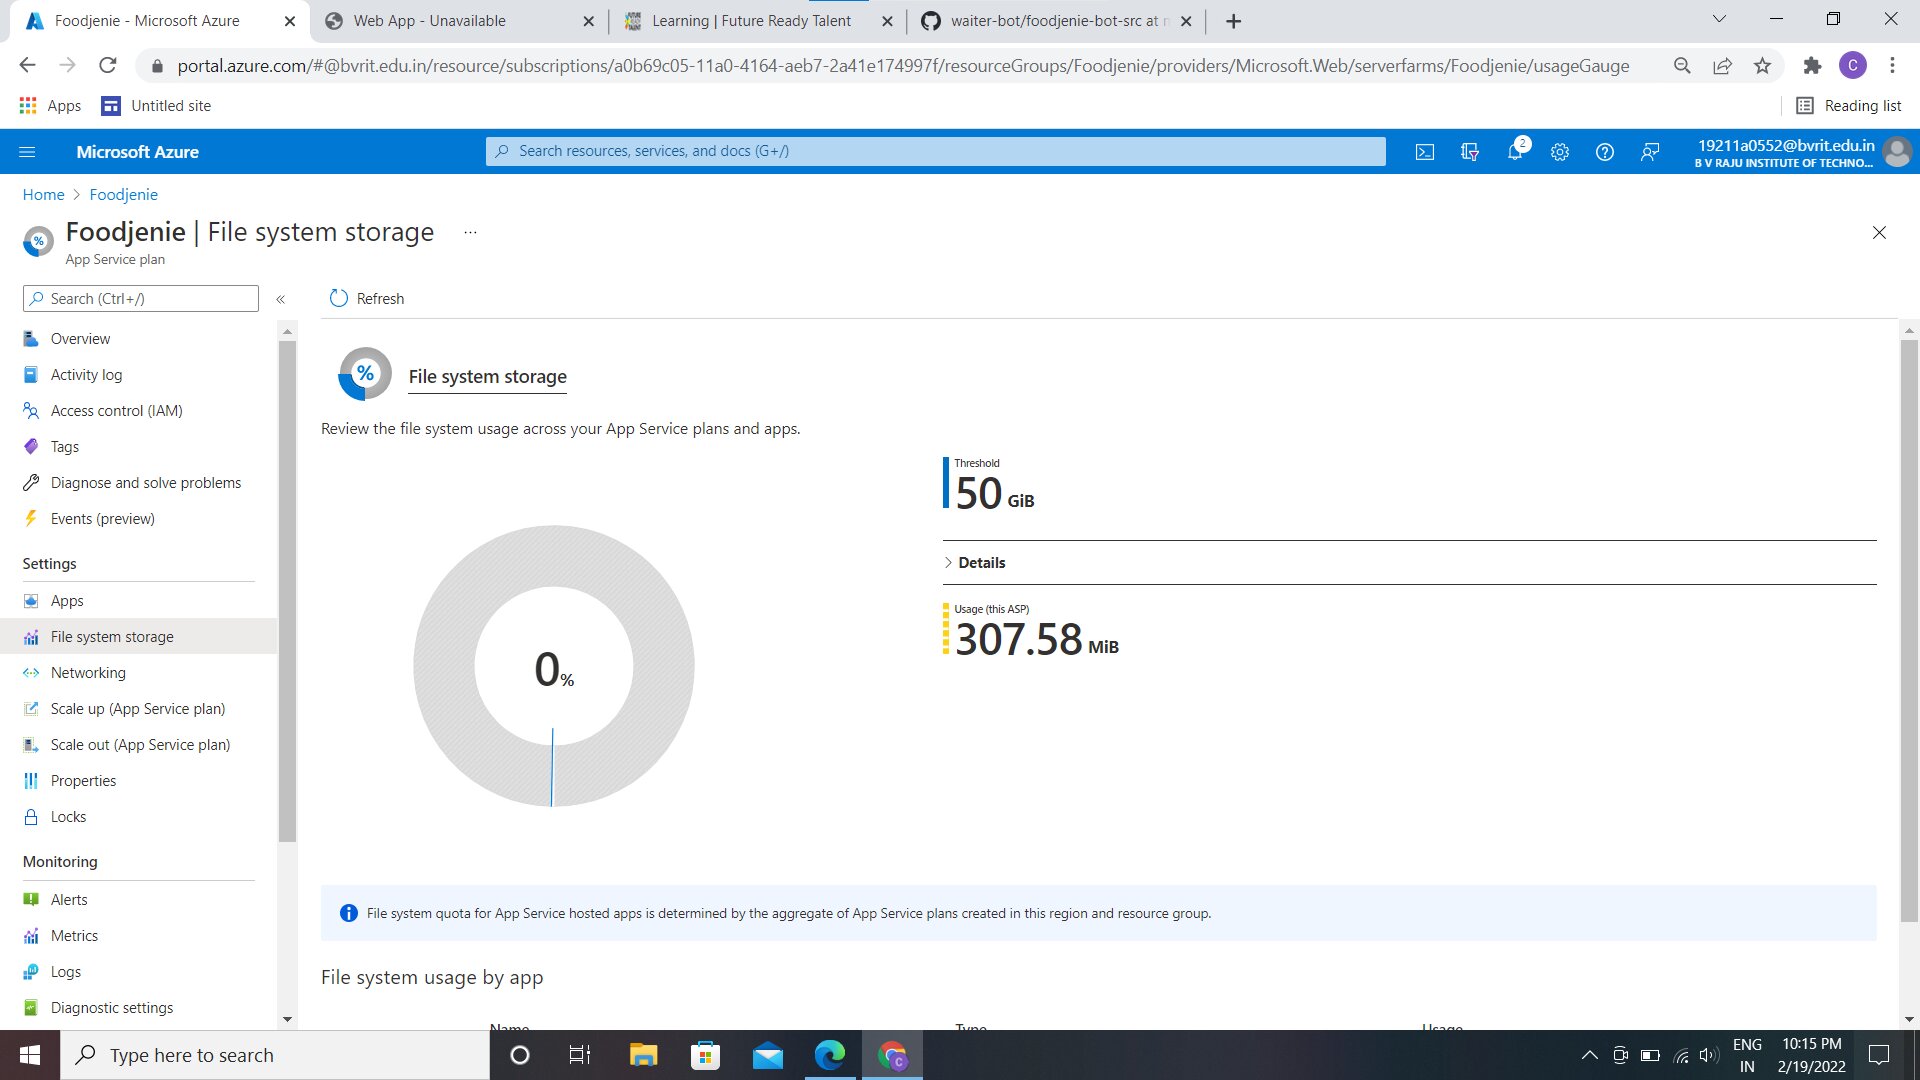 Foodjenie - Microsoft Azure
Web App - Unavailable
Learning | Future Ready Talent
waiter-bot/foodjenie-bot-src at
portal.azure.com/#@bvrit.edu.in/resource/subscriptions/a0b69c05-11a0-4164-aeb7-2a41e174997f/resourceGroups/Foodjenie/providers/Microsoft.Web/serverfarms/Foodjenie/usageGauge
C
Apps
Untitled site
Reading list
Microsoft Azure
Search resources, services, and docs (G+/)
2
19211a0552@bvrit.edu.in
B V RAJU INSTITUTE OF TECHNO...
Home > Foodjenie
Foodjenie | File system storage ...
App Service plan
Search (Ctrl+/)
«
Refresh
Overview
Activity log
Access control (IAM)
Tags
Diagnose and solve problems
Events (preview)
Settings
Apps
File system storage
Networking
Scale up (App Service plan)
Scale out (App Service plan)
Properties
Locks
Monitoring
Alerts
Metrics
Logs
Diagnostic settings
%
File system storage
Review the file system usage across your App Service plans and apps.
0%
Threshold
50 GiB
Details
Usage (this ASP)
307.58 MiB
File system quota for App Service hosted apps is determined by the aggregate of App Service plans created in this region and resource group.
File system usage by app
Name
Type
Usage
Type here to search
ENG
IN
10:15 PM
2/19/2022